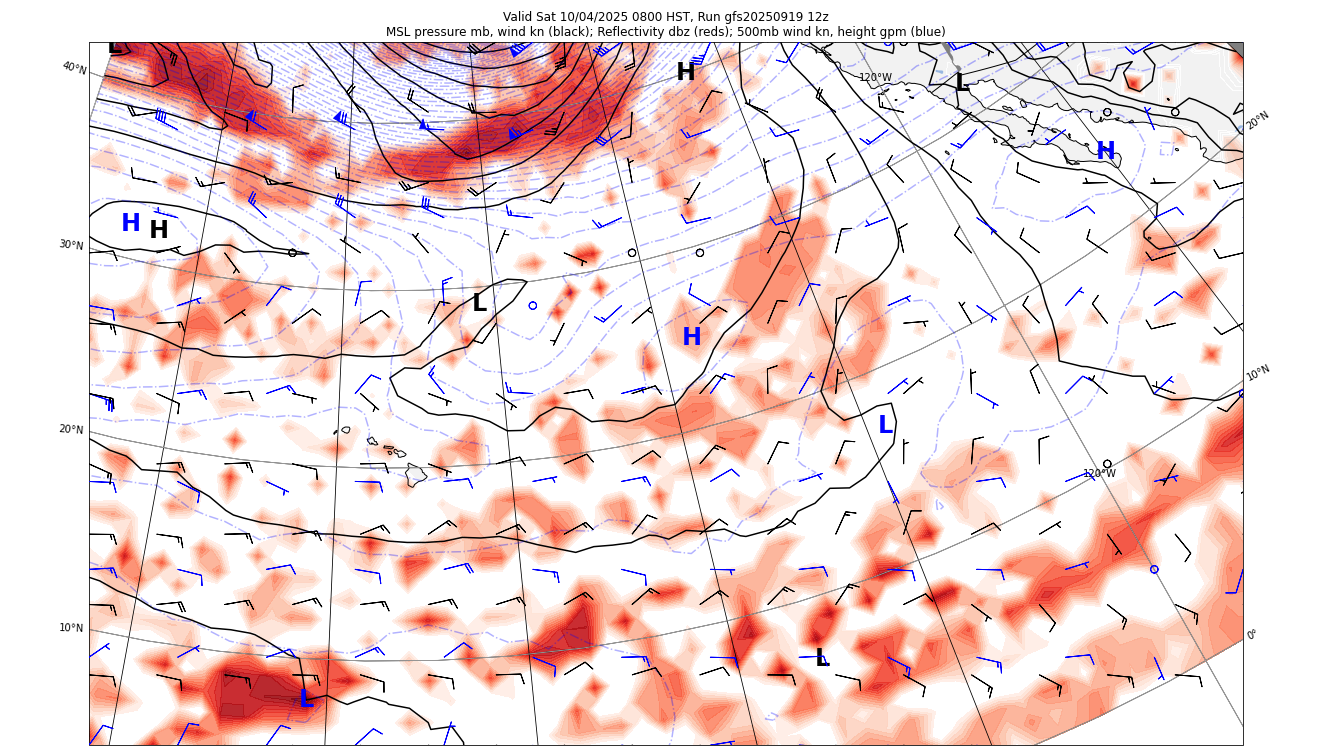 Valid Sat 10/04/2025 0800 HST, Run gfs20250919 12z
MSL pressure mb, wind kn (black); Reflectivity dbz (reds); 500mb wind kn, height gpm (blue)
L
40°N
H
120°W
L
20°N
H
H
H
30°N
L
H
10°N
L
20°N
120°W
10°N
0°
L
L